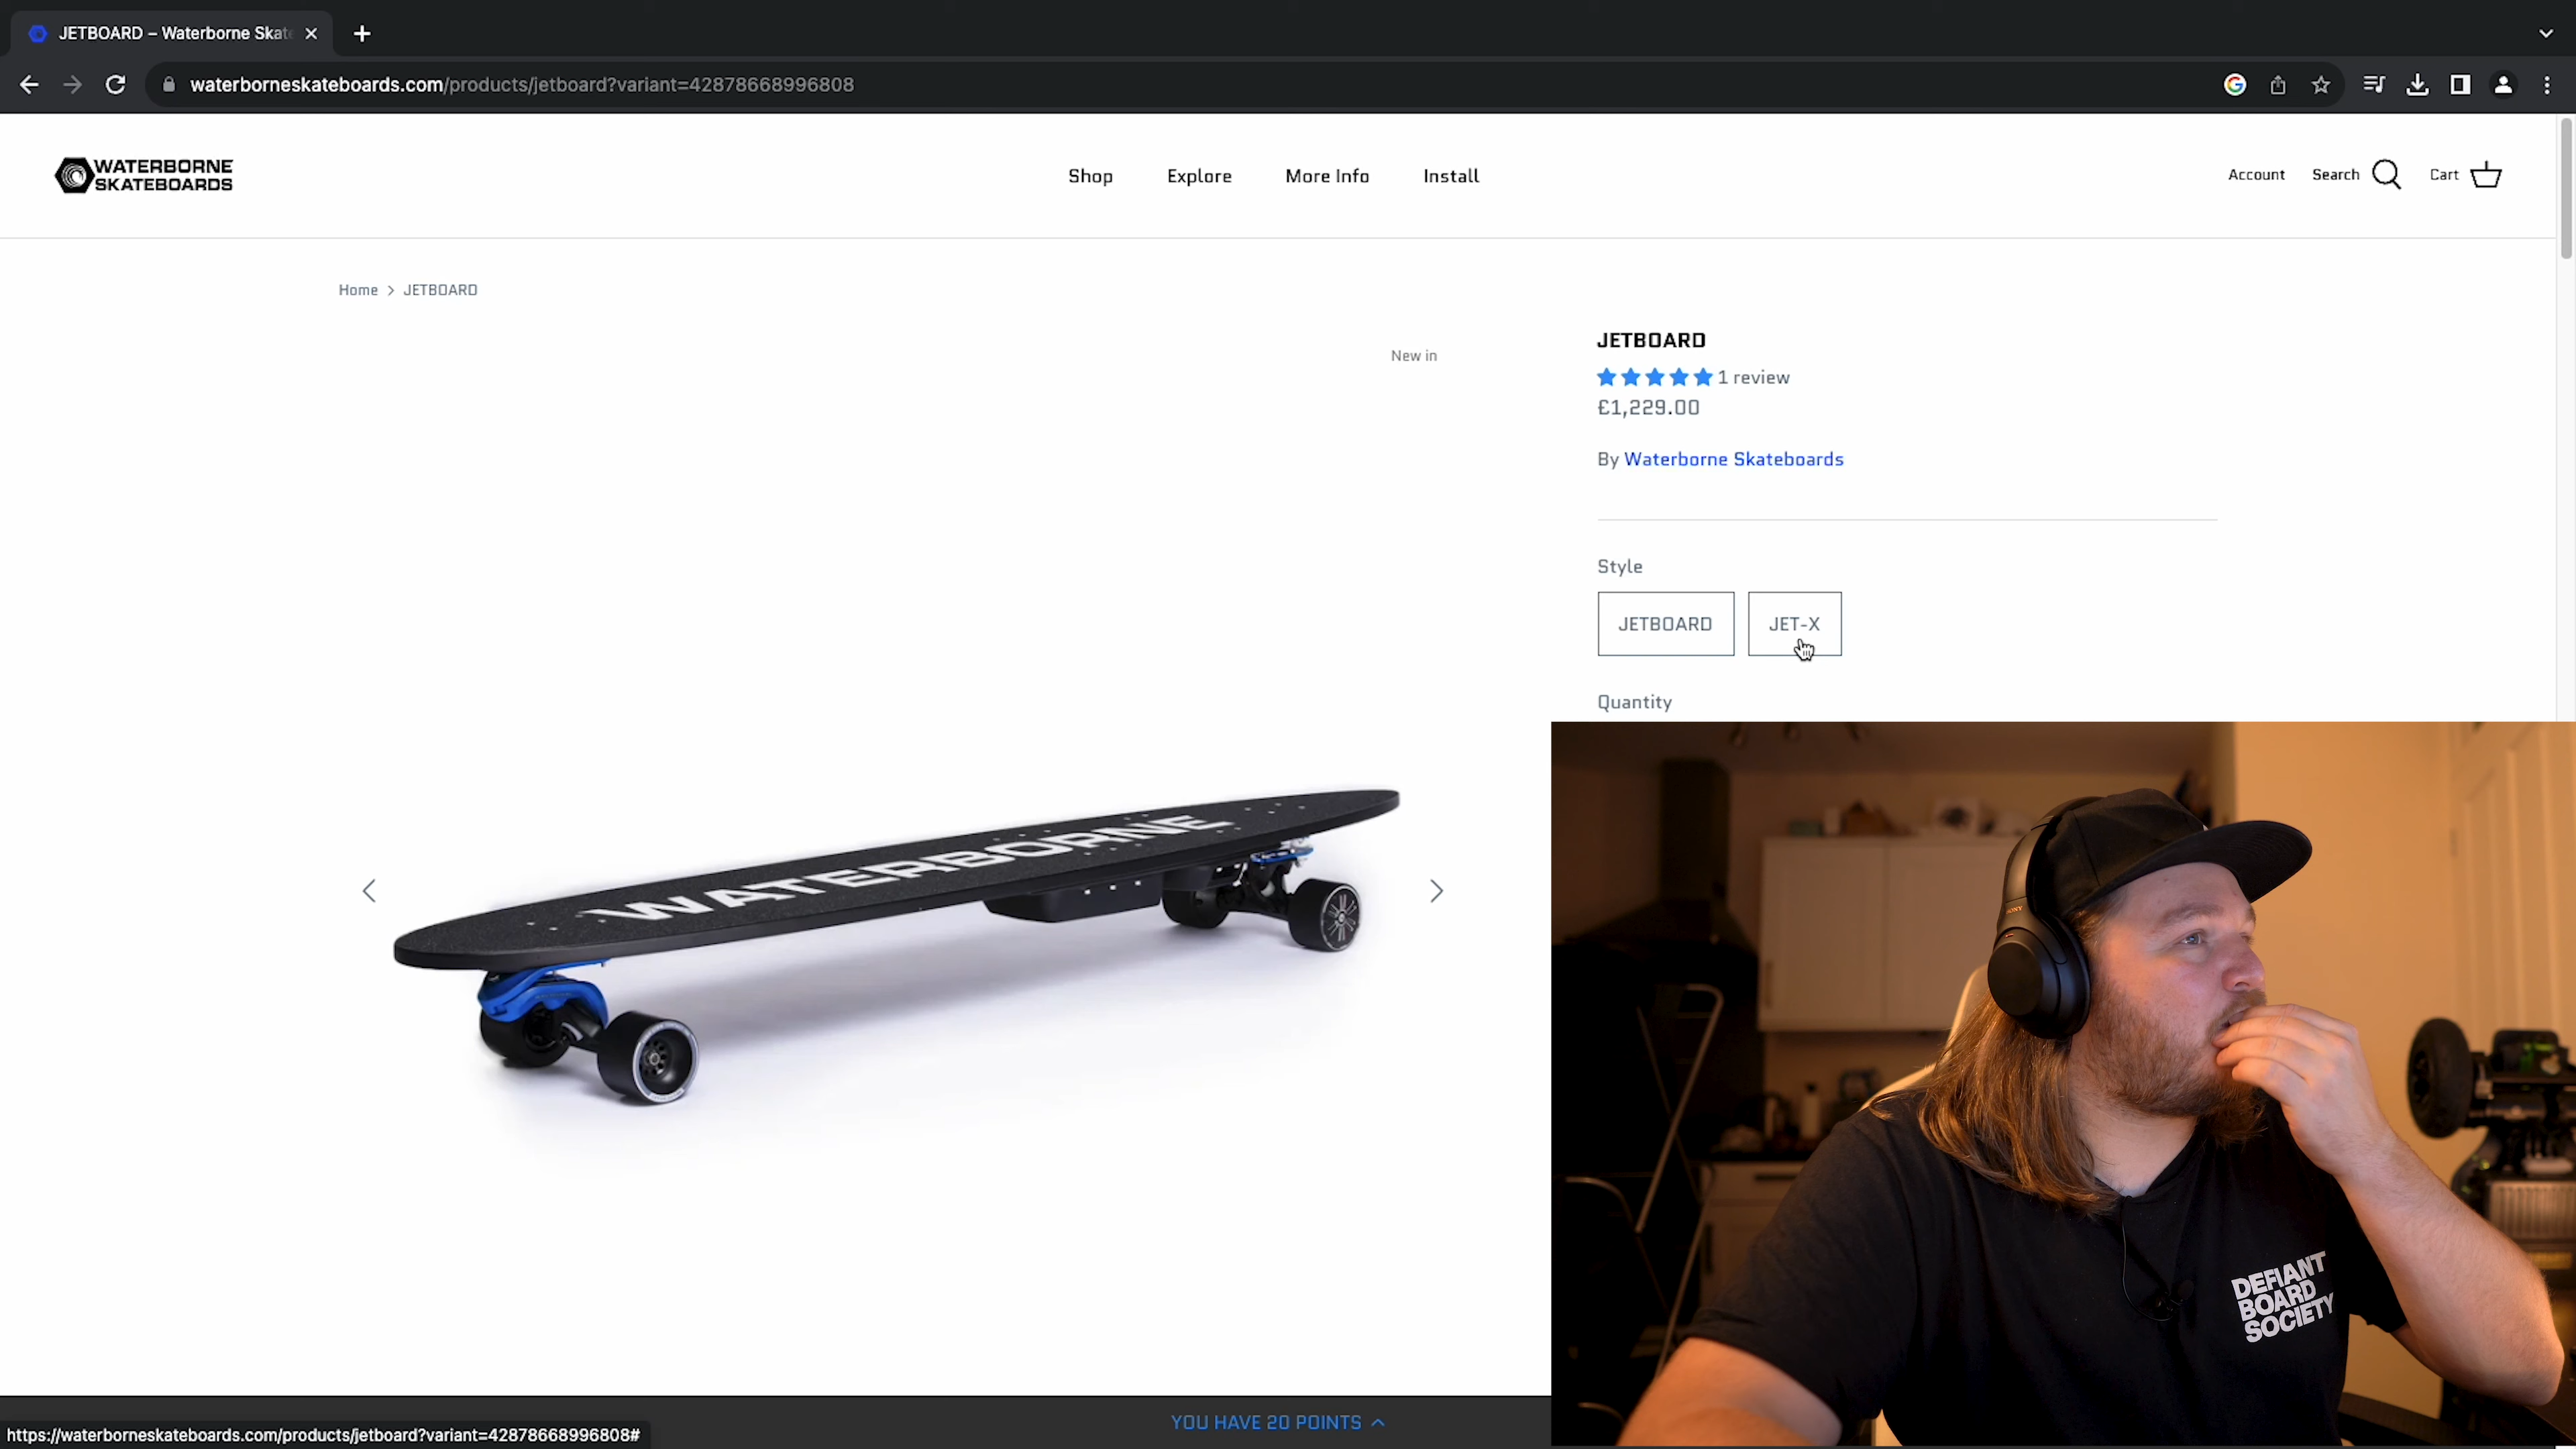 JETBOARD – Waterborne Skate
waterborneskateboards.com/products/jetboard?variant=42878668996808
WATERBORNE
SKATEBOARDS
Shop
Explore
More Info
Install
Account
Search
Cart
Home > JETBOARD
New in
JETBOARD
1 review
£1,229.00
By Waterborne Skateboards
Style
JETBOARD
JET-X
Quantity
WATERBORNE
SONY
DEFIANT
BOARD
SOCIETY
YOU HAVE 20 POINTS
https://waterborneskateboards.com/products/jetboard?variant=42878668996808#